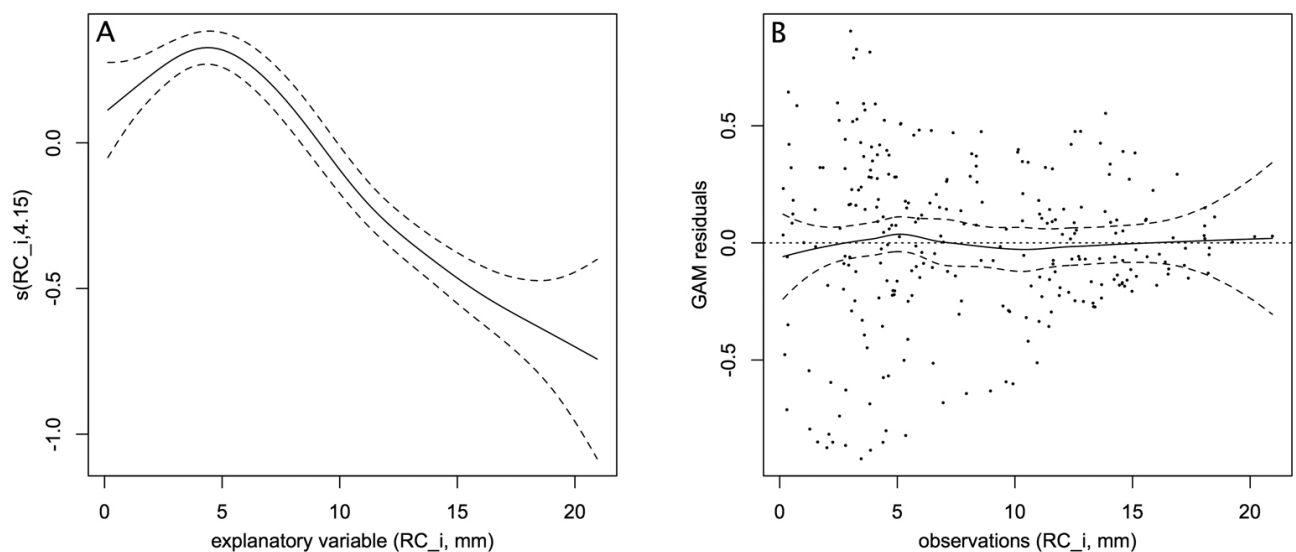 A
s(RC_i,4.15)
0.0
-0.5
-1.0
0
5
10
15
20
explanatory variable (RC_i, mm)
B
GAM residuals
0.5
0.0
-0.5
0
5
10
15
20
observations (RC_i, mm)